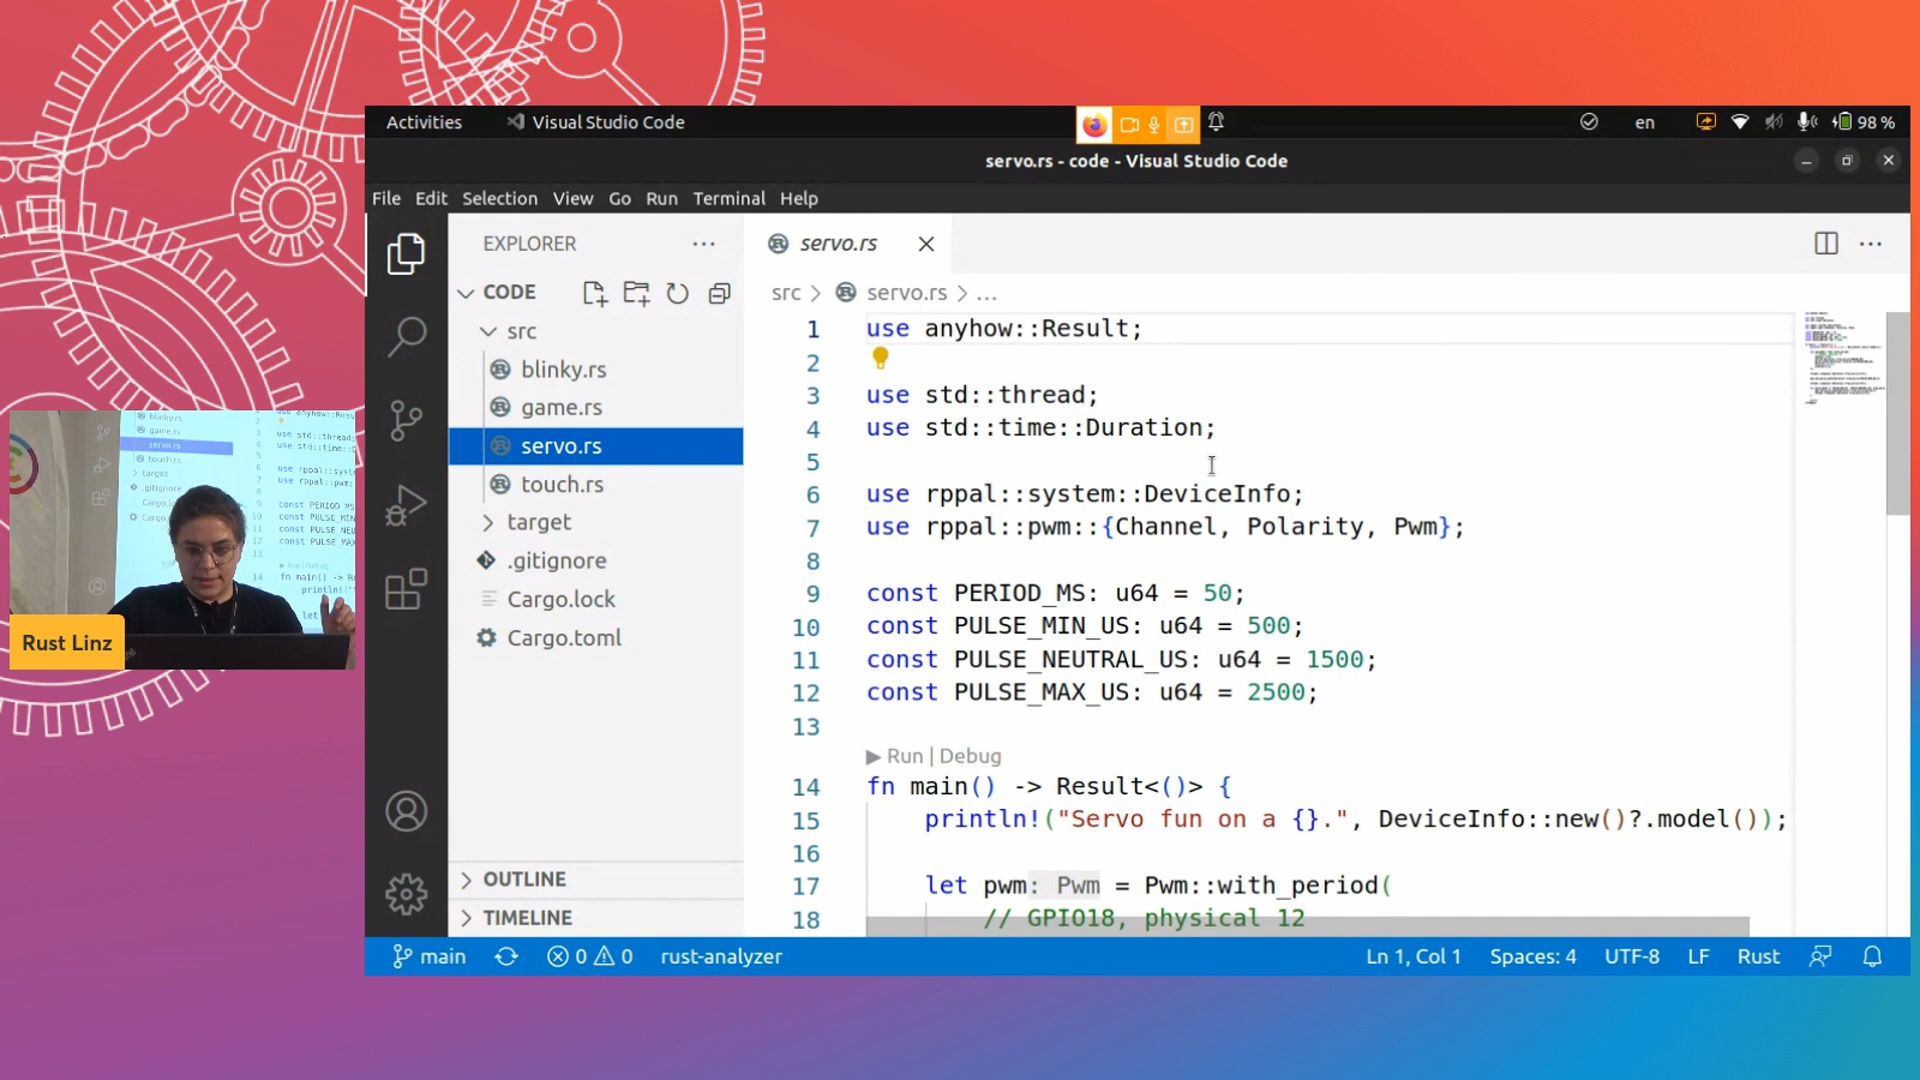 Activities
Visual Studio Code
en
98 %
servo.rs - code - Visual Studio Code
File Edit Selection View Go Run Terminal Help
EXPLORER
CODE
src
blinky.rs
game.rs
servo.rs
touch.rs
target
.gitignore
Cargo.lock
Cargo.toml
OUTLINE
TIMELINE
servo.rs
src > servo.rs > ...
1 use anyhow::Result;
2
3 use std::thread;
4 use std::time::Duration;
5
6 use rppal::system::DeviceInfo;
7 use rppal::pwm::{Channel, Polarity, Pwm};
8
9 const PERIOD_MS: u64 = 50;
10 const PULSE_MIN_US: u64 = 500;
11 const PULSE_NEUTRAL_US: u64 = 1500;
12 const PULSE_MAX_US: u64 = 2500;
13
Run | Debug
14 fn main() -> Result<()> {
15 println!("Servo fun on a {}.", DeviceInfo::new()?.model());
16
17 let pwm: Pwm = Pwm::with_period(
18 // GPIO18, physical 12
main 0 0 rust-analyzer
Ln 1, Col 1 Spaces: 4 UTF-8 LF Rust
Rust Linz